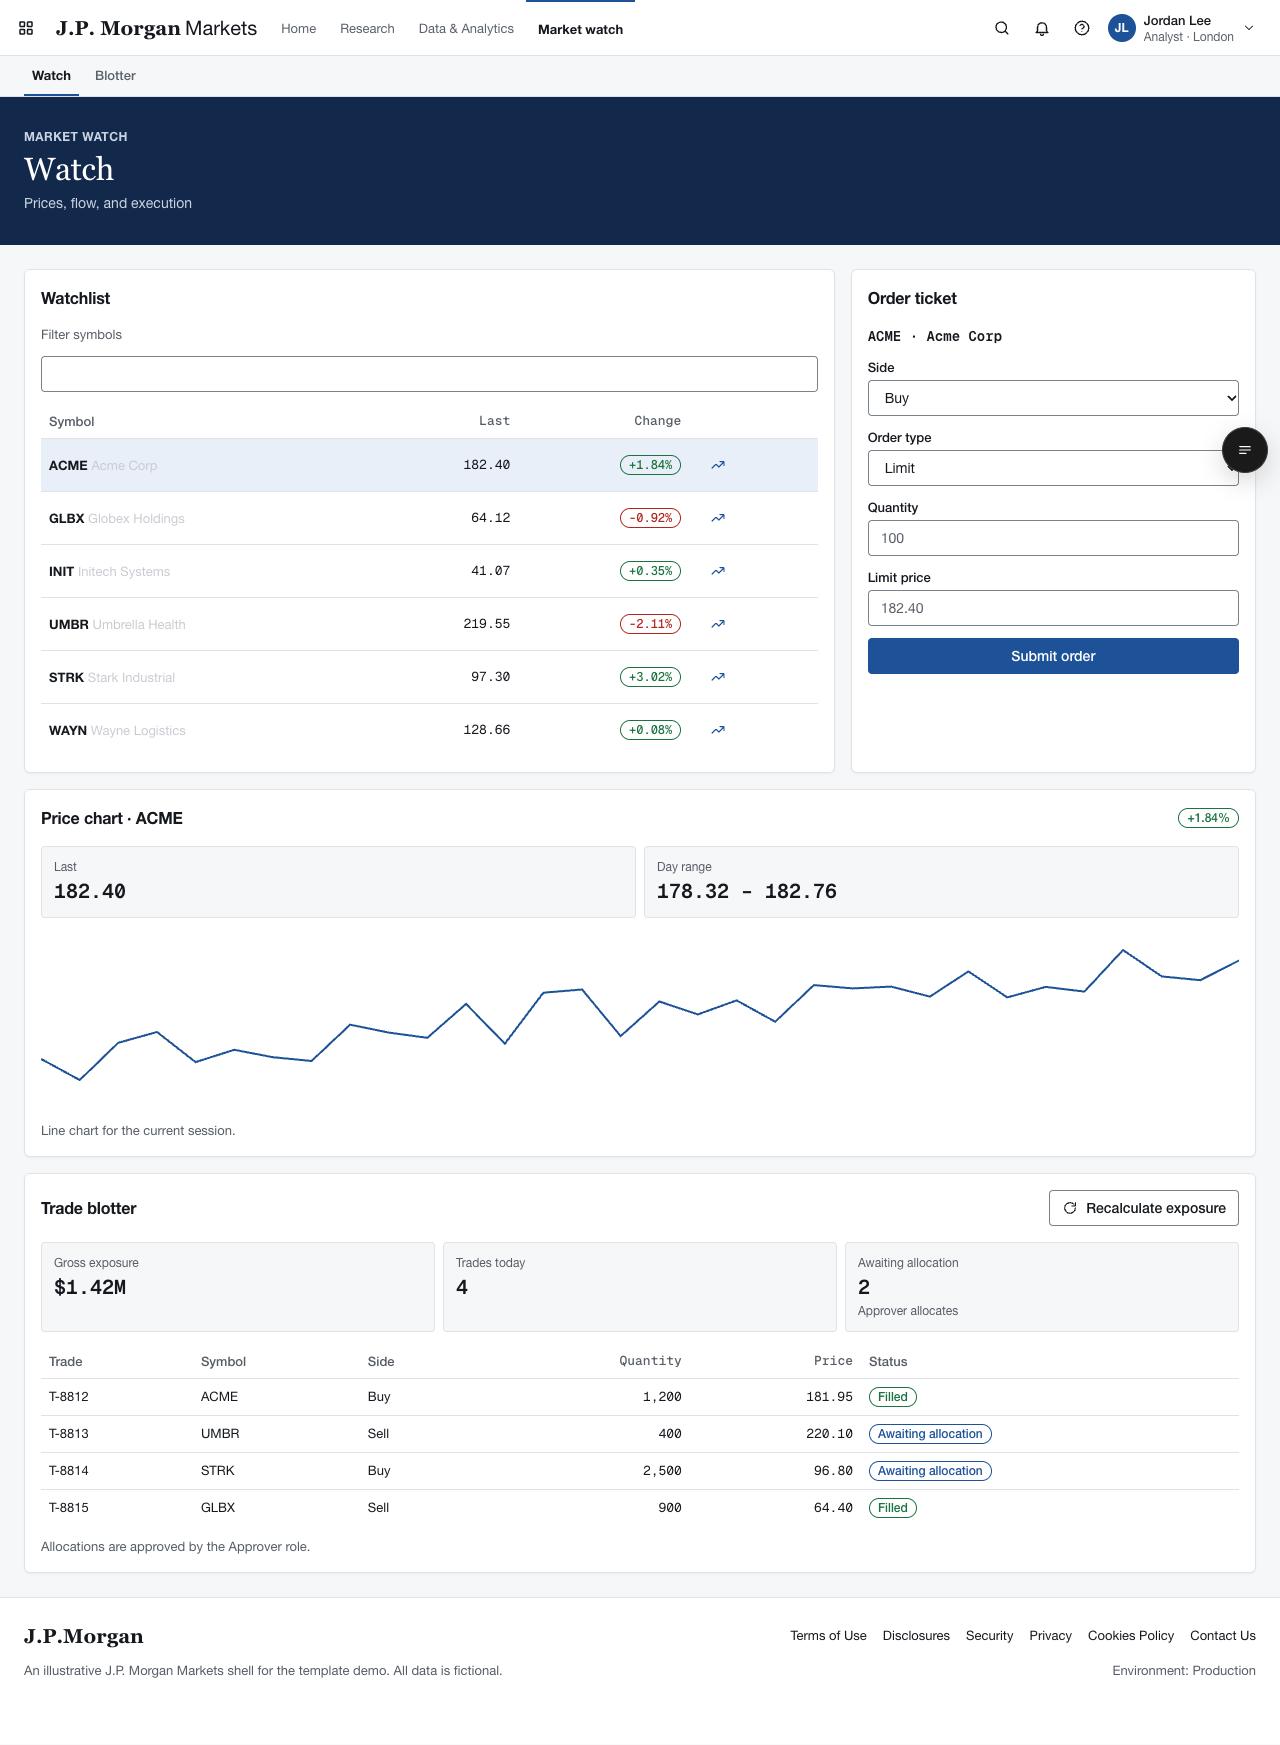 J.P. Morgan Markets Home Research Data & Analytics Market watch
JL Jordan Lee
Analyst · London
Watch Blotter
MARKET WATCH
Watch
Prices, flow, and execution
Watchlist
Filter symbols
Symbol Last Change
ACME Acme Corp 182.40 +1.84%
GLBX Globex Holdings 64.12 -0.92%
INIT Initech Systems 41.07 +0.35%
UMBR Umbrella Health 219.55 -2.11%
STRK Stark Industrial 97.30 +3.02%
WAYN Wayne Logistics 128.66 +0.08%
Order ticket
ACME · Acme Corp
Side
Buy
Order type
Limit
Quantity
100
Limit price
182.40
Submit order
Price chart · ACME +1.84%
Last
182.40
Day range
178.32 – 182.76
Line chart for the current session.
Trade blotter Recalculate exposure
Gross exposure
$1.42M
Trades today
4
Awaiting allocation
2
Approver allocates
Trade Symbol Side Quantity Price Status
T-8812 ACME Buy 1,200 181.95 Filled
T-8813 UMBR Sell 400 220.10 Awaiting allocation
T-8814 STRK Buy 2,500 96.80 Awaiting allocation
T-8815 GLBX Sell 900 64.40 Filled
Allocations are approved by the Approver role.
J.P.Morgan Terms of Use Disclosures Security Privacy Cookies Policy Contact Us
An illustrative J.P. Morgan Markets shell for the template demo. All data is fictional. Environment: Production